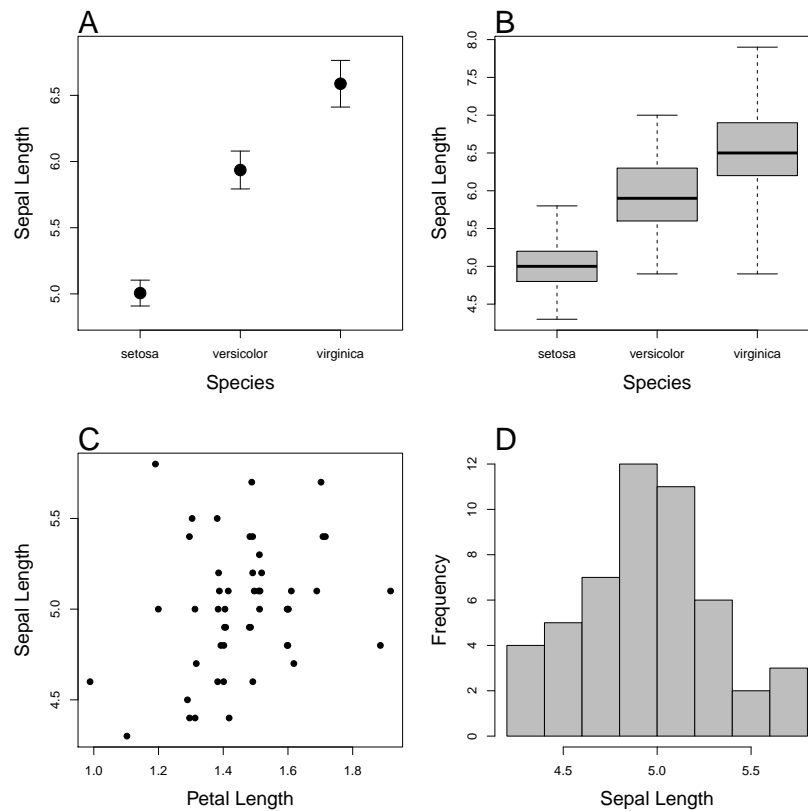 A
Sepal Length
6.5
6.0
5.5
5.0
setosa versicolor virginica
Species
B
Sepal Length
8.0
7.5
7.0
6.5
6.0
5.5
5.0
4.5
setosa versicolor virginica
Species
C
Sepal Length
5.5
5.0
4.5
1.0 1.2 1.4 1.6 1.8
Petal Length
D
Frequency
12
10
8
6
4
2
0
4.5 5.0 5.5
Sepal Length